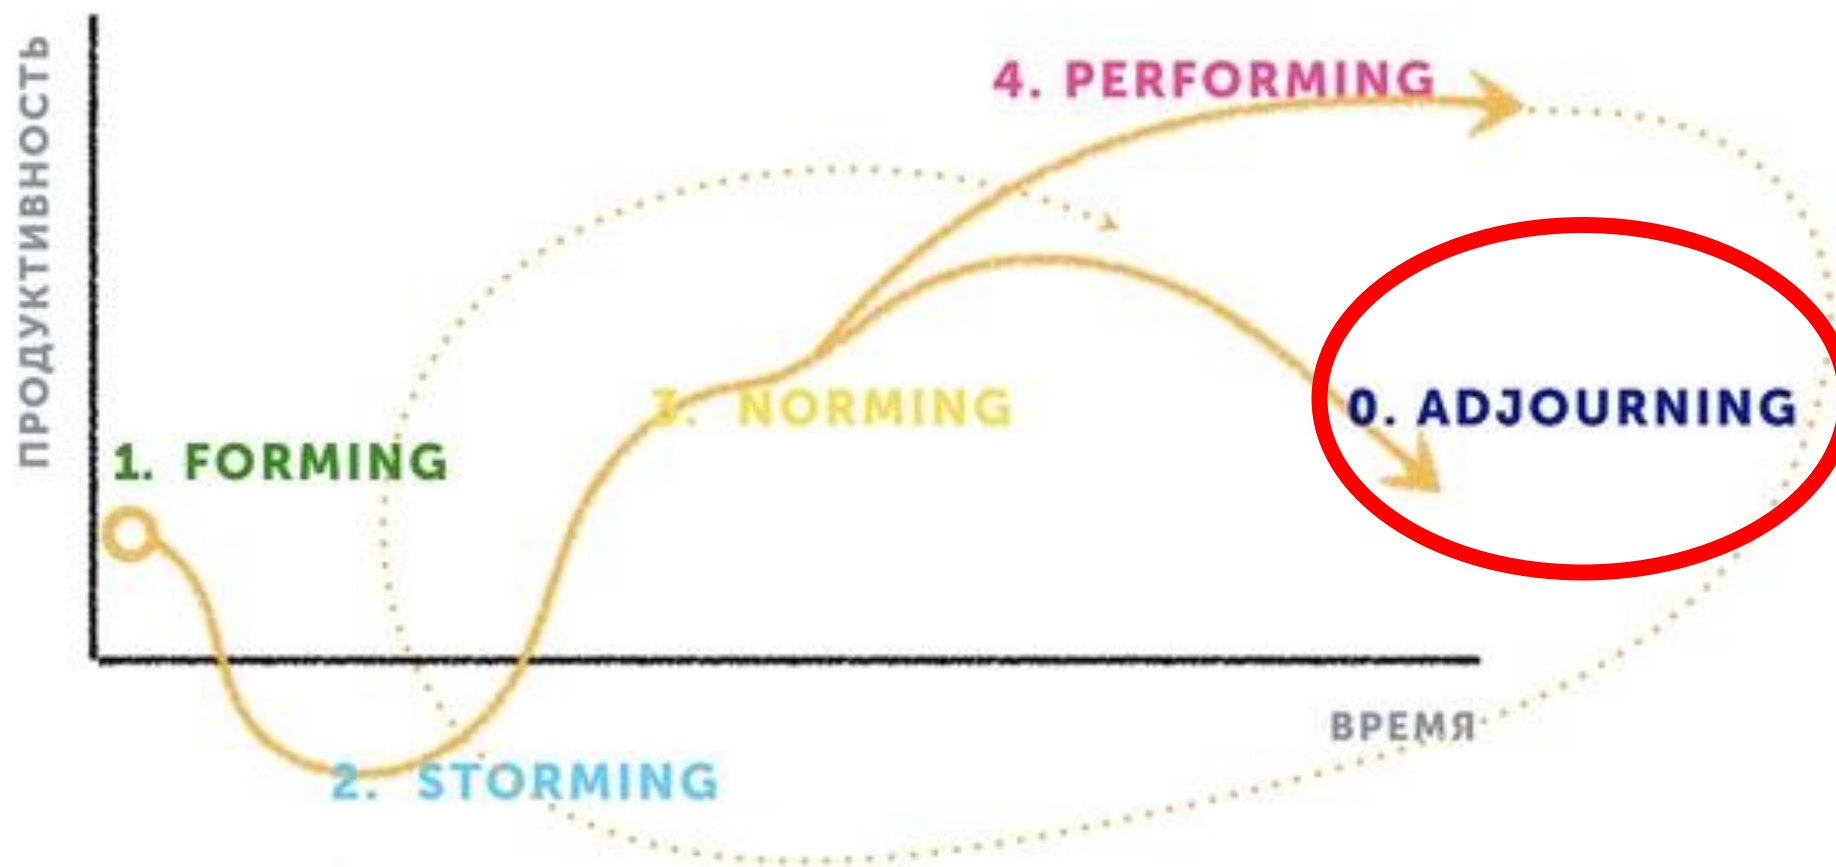 ПРОДУКТИВНОСТЬ
4. PERFORMING
3. NORMING
0. ADJOURNING
1. FORMING
ВРЕМЯ
2. STORMING